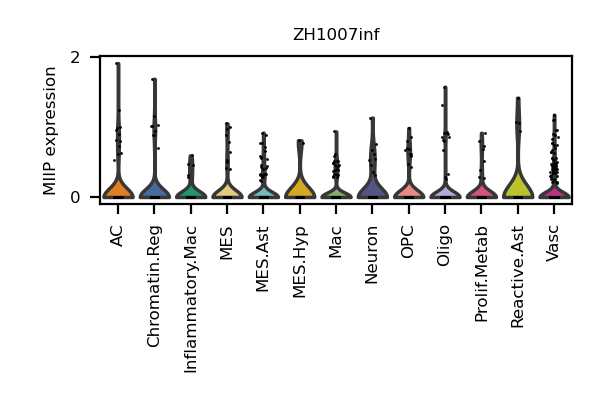 ZH1007inf
MIIP expression
2
0
AC
Chromatin.Reg
Inflammatory.Mac
MES
MES.Ast
MES.Hyp
Mac
Neuron
OPC
Oligo
Prolif.Metab
Reactive.Ast
Vasc